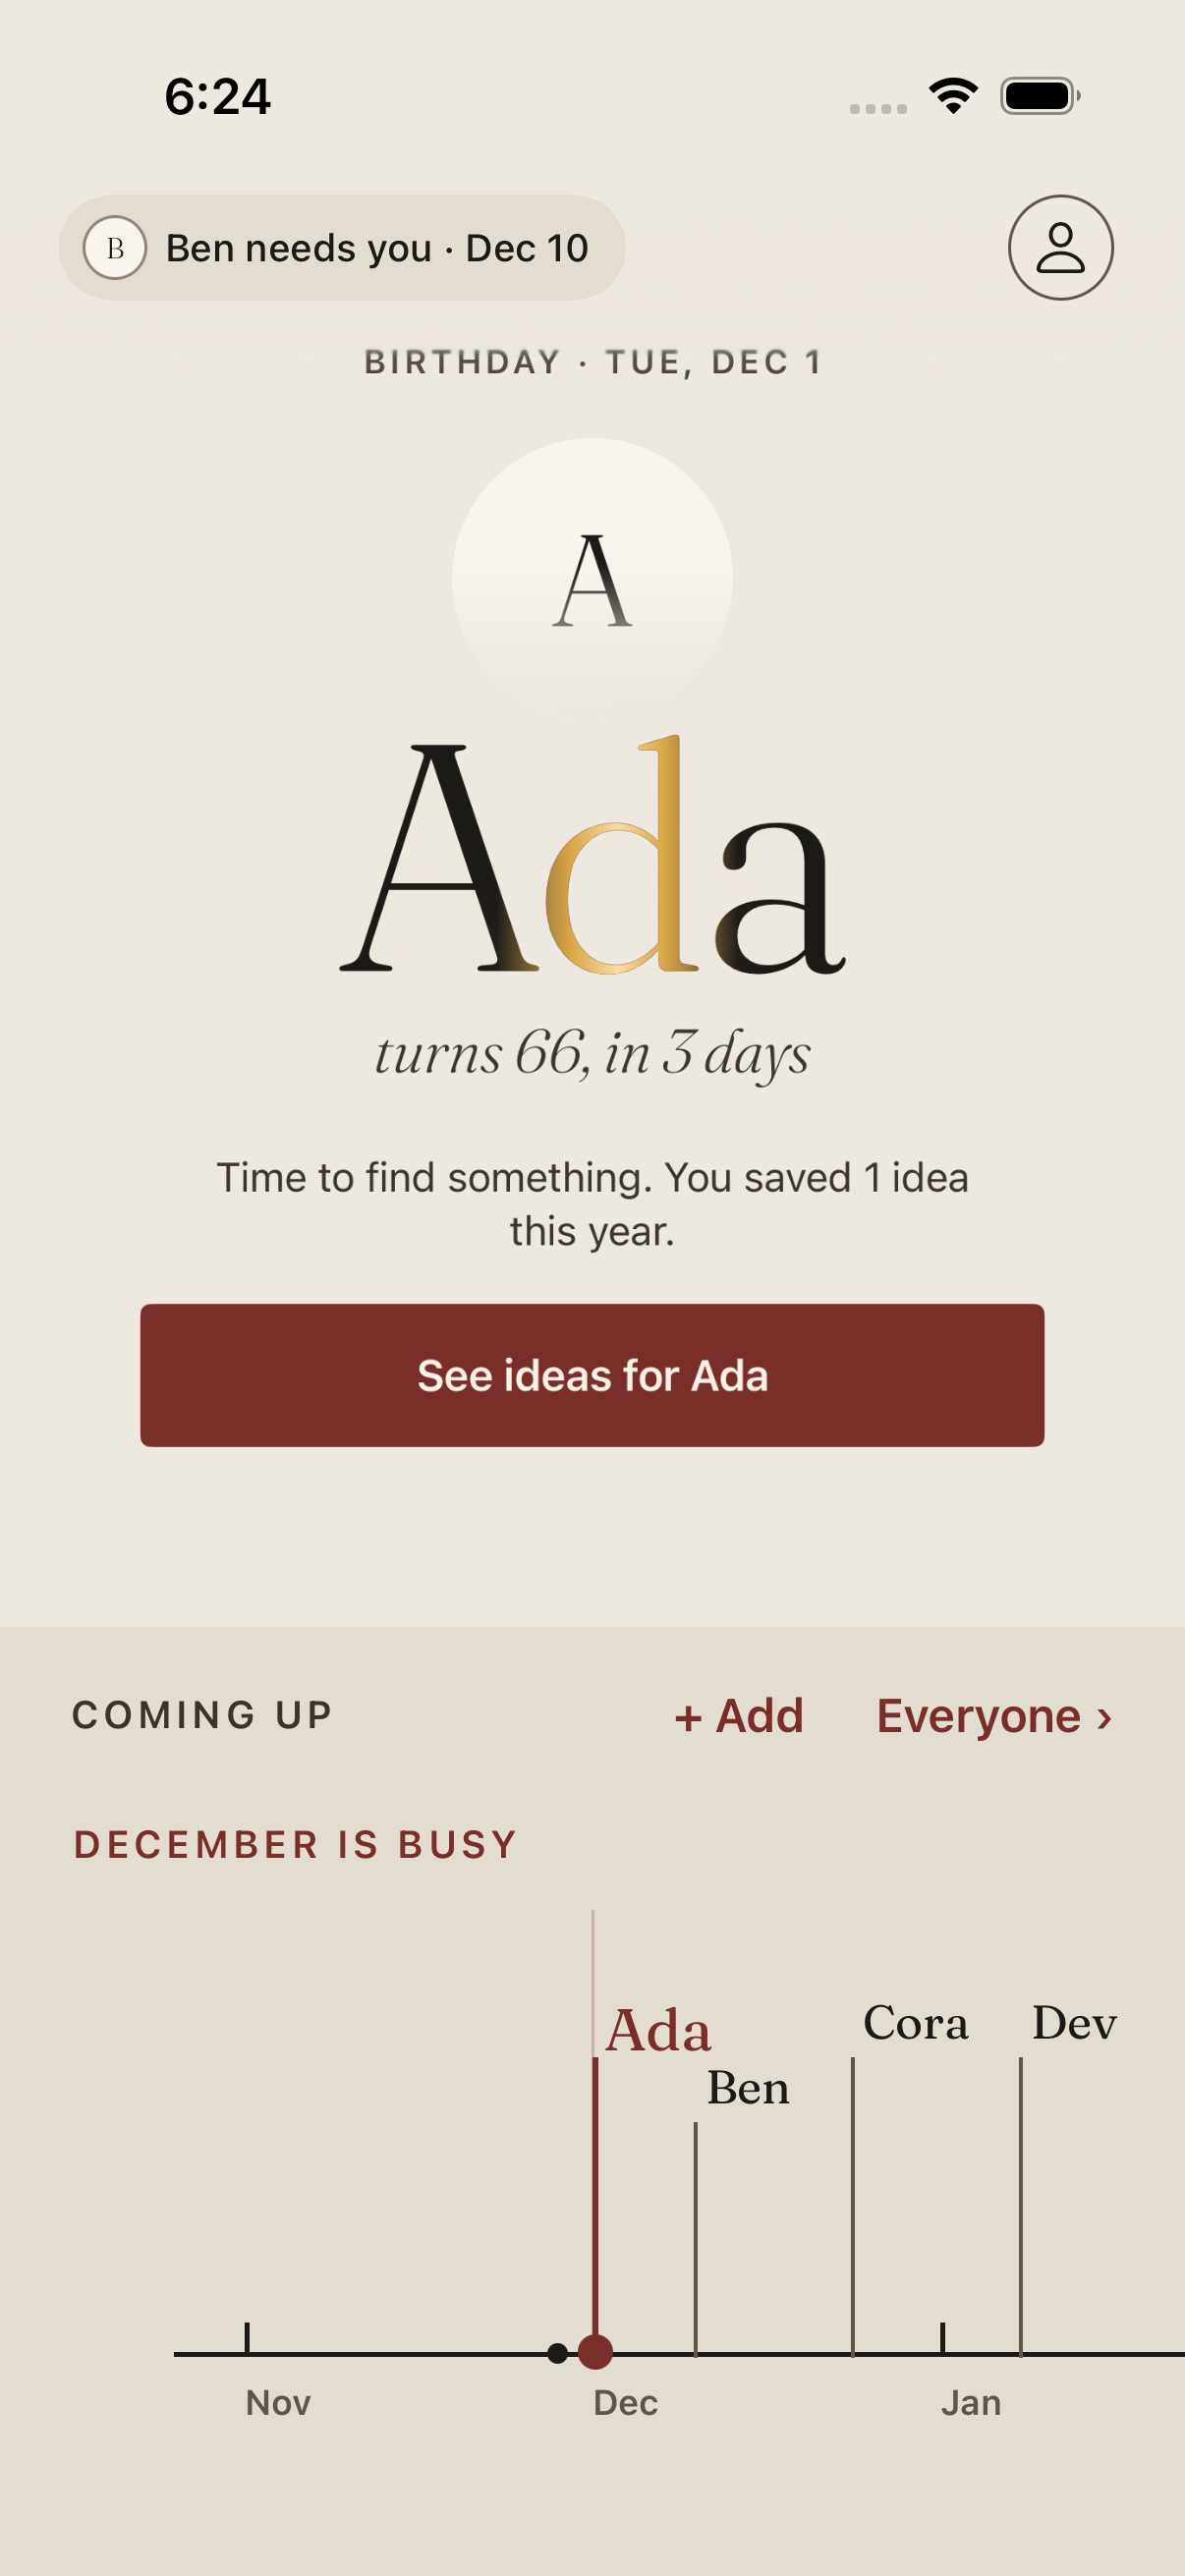 6:24
B
Ben needs you · Dec 10
BIRTHDAY · TUE, DEC 1
A
Ada
turns 66, in 3 days
Time to find something. You saved 1 idea
this year.
See ideas for Ada
COMING UP
+ Add
Everyone ›
DECEMBER IS BUSY
Ada
Ben
Cora
Dev
Nov
Dec
Jan